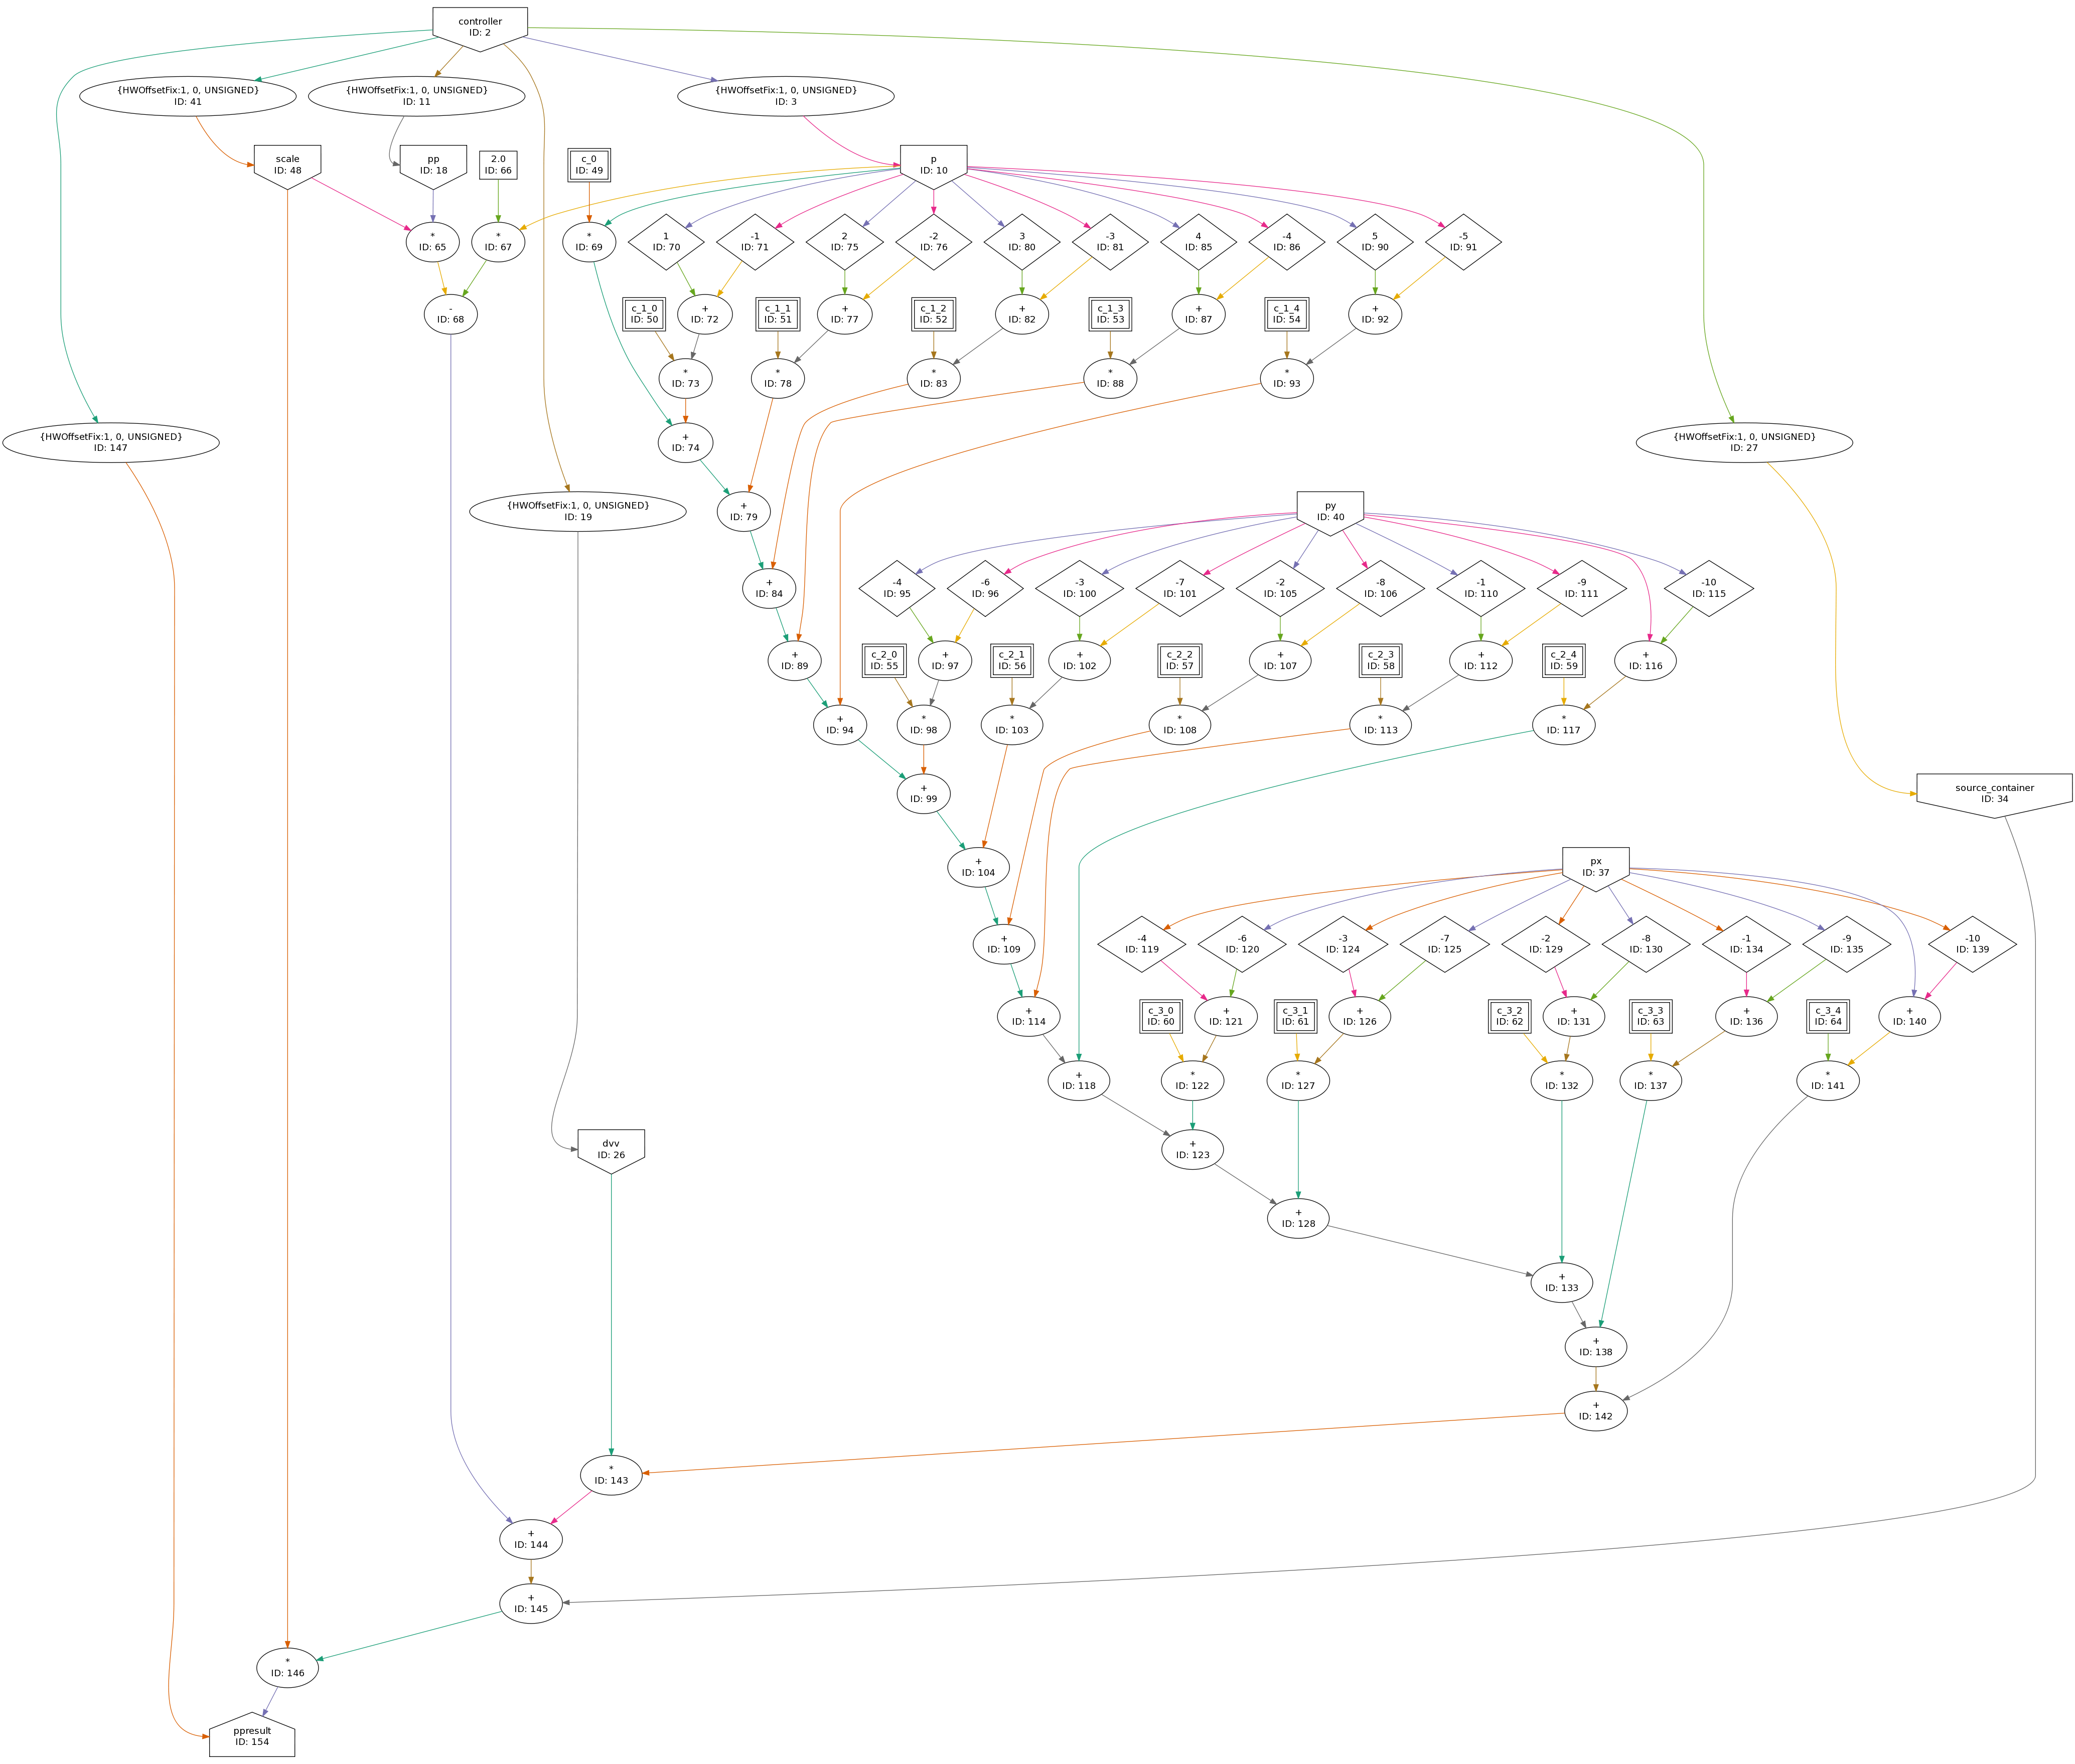 controller
ID: 2
{HWOffsetFix:1, 0, UNSIGNED}
ID: 41
{HWOffsetFix:1, 0, UNSIGNED}
ID: 11
{HWOffsetFix:1, 0, UNSIGNED}
ID: 3
scale
ID: 48
pp
ID: 18
2.0
ID: 66
c_0
ID: 49
p
ID: 10
*
ID: 65
*
ID: 67
*
ID: 69
1
ID: 70
-1
ID: 71
2
ID: 75
-2
ID: 76
3
ID: 80
-3
ID: 81
4
ID: 85
-4
ID: 86
5
ID: 90
-5
ID: 91
-
ID: 68
c_1_0
ID: 50
+
ID: 72
c_1_1
ID: 51
+
ID: 77
c_1_2
ID: 52
+
ID: 82
c_1_3
ID: 53
+
ID: 87
c_1_4
ID: 54
+
ID: 92
*
ID: 73
*
ID: 78
*
ID: 83
*
ID: 88
*
ID: 93
{HWOffsetFix:1, 0, UNSIGNED}
ID: 147
+
ID: 74
{HWOffsetFix:1, 0, UNSIGNED}
ID: 27
{HWOffsetFix:1, 0, UNSIGNED}
ID: 19
+
ID: 79
py
ID: 40
+
ID: 84
-4
ID: 95
-6
ID: 96
-3
ID: 100
-7
ID: 101
-2
ID: 105
-8
ID: 106
-1
ID: 110
-9
ID: 111
-10
ID: 115
+
ID: 89
c_2_0
ID: 55
+
ID: 97
c_2_1
ID: 56
+
ID: 102
c_2_2
ID: 57
+
ID: 107
c_2_3
ID: 58
+
ID: 112
c_2_4
ID: 59
+
ID: 116
+
ID: 94
*
ID: 98
*
ID: 103
*
ID: 108
*
ID: 113
*
ID: 117
+
ID: 99
source_container
ID: 34
+
ID: 104
px
ID: 37
+
ID: 109
-4
ID: 119
-6
ID: 120
-3
ID: 124
-7
ID: 125
-2
ID: 129
-8
ID: 130
-1
ID: 134
-9
ID: 135
-10
ID: 139
+
ID: 114
c_3_0
ID: 60
+
ID: 121
c_3_1
ID: 61
+
ID: 126
c_3_2
ID: 62
+
ID: 131
c_3_3
ID: 63
+
ID: 136
c_3_4
ID: 64
+
ID: 140
+
ID: 118
*
ID: 122
*
ID: 127
*
ID: 132
*
ID: 137
*
ID: 141
dvv
ID: 26
+
ID: 123
+
ID: 128
+
ID: 133
+
ID: 138
+
ID: 142
*
ID: 143
+
ID: 144
+
ID: 145
*
ID: 146
ppresult
ID: 154